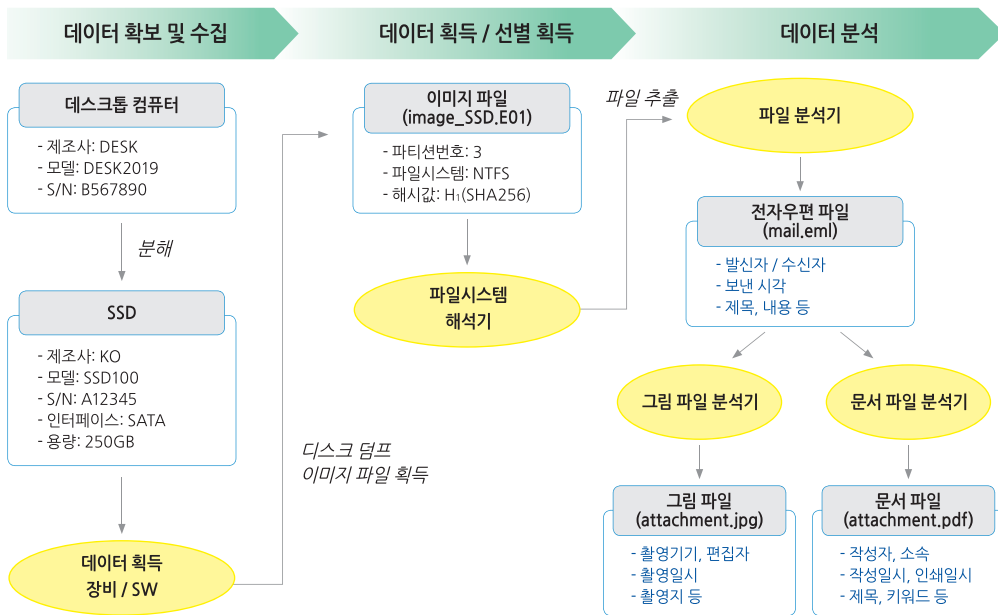 데이터 확보 및 수집
데이터 획득 / 선별 획득
데이터 분석
데스크톱 컴퓨터
- 제조사: DESK
- 모델: DESK2019
- S/N: B567890
분해
SSD
- 제조사: KO
- 모델: SSD100
- S/N: A12345
- 인터페이스: SATA
- 용량: 250GB
데이터 획득
장비 / SW
디스크 덤프
이미지 파일 획득
이미지 파일
(image_SSD.E01)
- 파티션번호: 3
- 파일시스템: NTFS
- 해시값: H₁(SHA256)
파일시스템
해석기
파일 추출
파일 분석기
전자우편 파일
(mail.eml)
- 발신자 / 수신자
- 보낸 시각
- 제목, 내용 등
그림 파일 분석기
문서 파일 분석기
그림 파일
(attachment.jpg)
- 촬영기기, 편집자
- 촬영일시
- 촬영지 등
문서 파일
(attachment.pdf)
- 작성자, 소속
- 작성일시, 인쇄일시
- 제목, 키워드 등